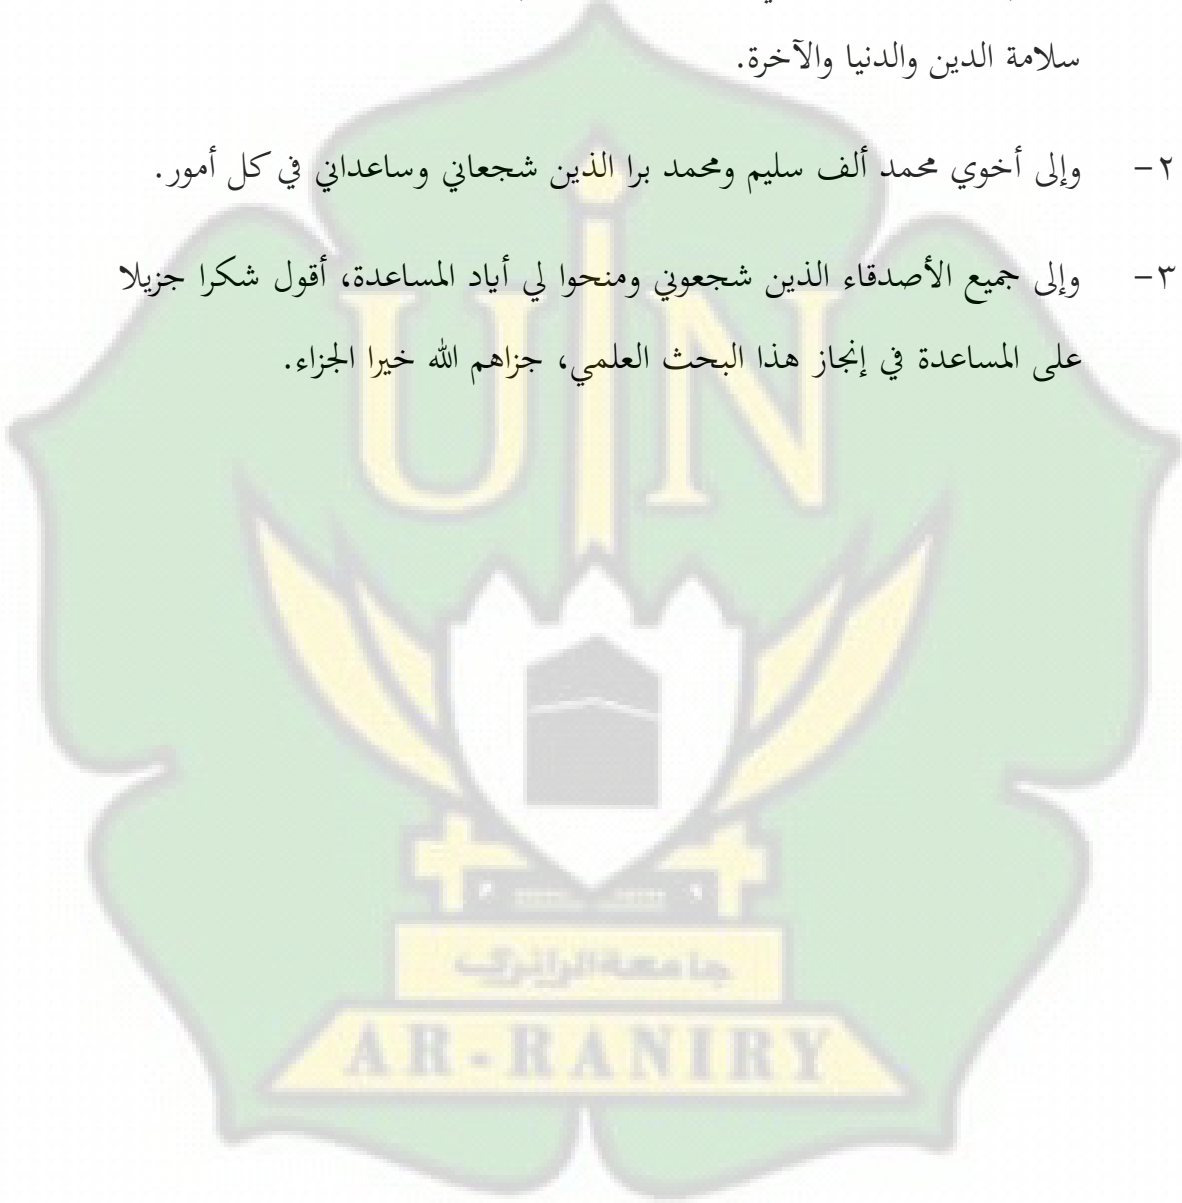 سلامة الدين والدنيا والآخرة.
٢- وإلى أخوي محمد ألف سليم ومحمد برا الذين شجعاني وساعداني في كل أمور.
٣- وإلى جميع الأصدقاء الذين شجعوني ومنحوا لي أياد المساعدة، أقول شكرا جزيلا
على المساعدة في إنجاز هذا البحث العلمي، جزاهم الله خيرا الجزاء.
UIN
جامعة الرانري
AR-RANIRY